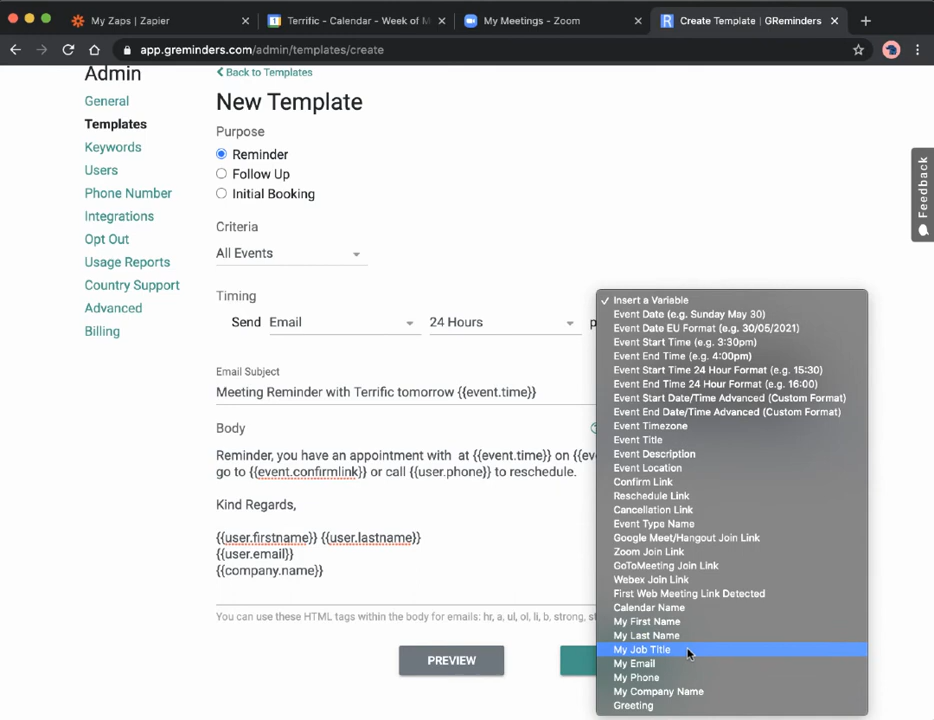 My Zaps | Zapier
Terrific - Calendar - Week of M
My Meetings - Zoom
Create Template | GReminders
app.greminders.com/admin/templates/create
Admin
General
Templates
Keywords
Users
Phone Number
Integrations
Opt Out
Usage Reports
Country Support
Advanced
Billing
Back to Templates
New Template
Purpose
Reminder
Follow Up
Initial Booking
Criteria
All Events
Timing
Send Email 24 Hours p
Email Subject
Meeting Reminder with Terrific tomorrow {{event.time}}
Body
Reminder, you have an appointment with at {{event.time}} on {{eve
go to {{event.confirmlink}} or call {{user.phone}} to reschedule.
Kind Regards,
{{user.firstname}} {{user.lastname}}
{{user.email}}
{{company.name}}
You can use these HTML tags within the body for emails: hr, a, ul, ol, li, b, strong, s
PREVIEW
Insert a Variable
Event Date (e.g. Sunday May 30)
Event Date EU Format (e.g. 30/05/2021)
Event Start Time (e.g. 3:30pm)
Event End Time (e.g. 4:00pm)
Event Start Time 24 Hour Format (e.g. 15:30)
Event End Time 24 Hour Format (e.g. 16:00)
Event Start Date/Time Advanced (Custom Format)
Event End Date/Time Advanced (Custom Format)
Event Timezone
Event Title
Event Description
Event Location
Confirm Link
Reschedule Link
Cancellation Link
Event Type Name
Google Meet/Hangout Join Link
Zoom Join Link
GoToMeeting Join Link
Webex Join Link
First Web Meeting Link Detected
Calendar Name
My First Name
My Last Name
My Job Title
My Email
My Phone
My Company Name
Greeting
Feedback